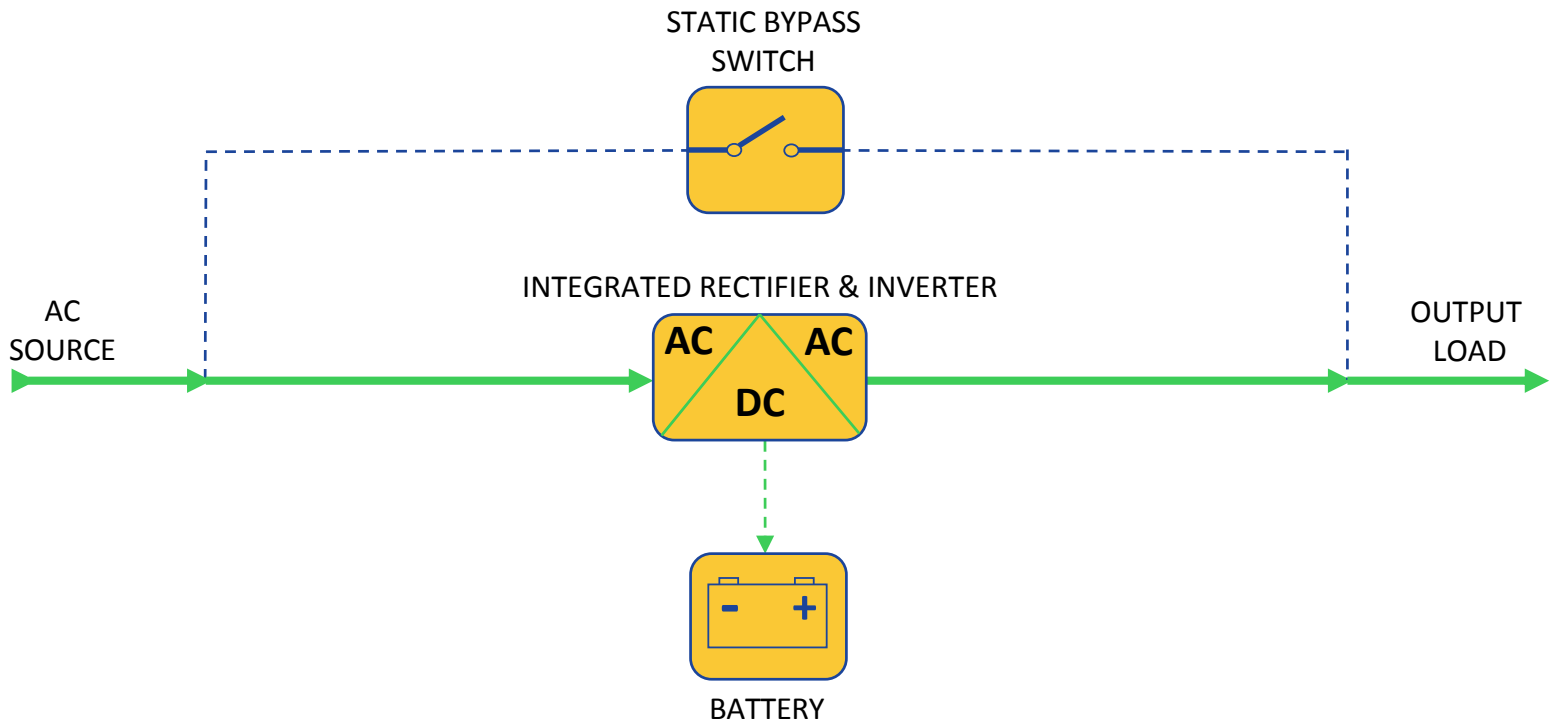 STATIC BYPASS
SWITCH
INTEGRATED RECTIFIER & INVERTER
AC
SOURCE
AC
AC
DC
OUTPUT
LOAD
- +
BATTERY